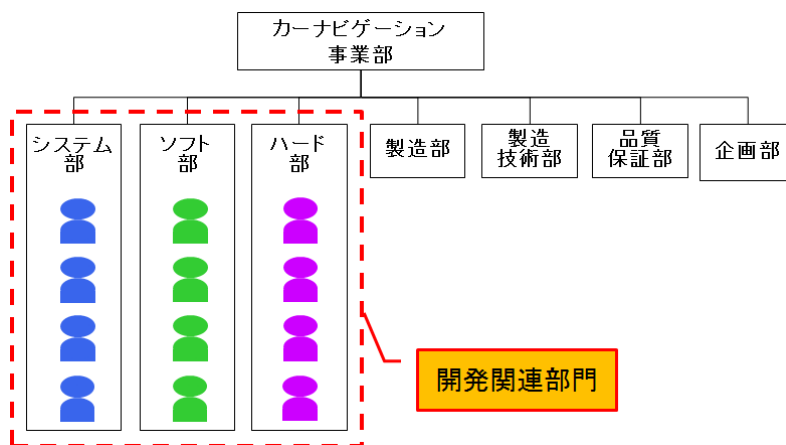 カーナビゲーション
事業部
システム
部
ソフト
部
ハード
部
製造部
製造
技術部
品質
保証部
企画部
開発関連部門